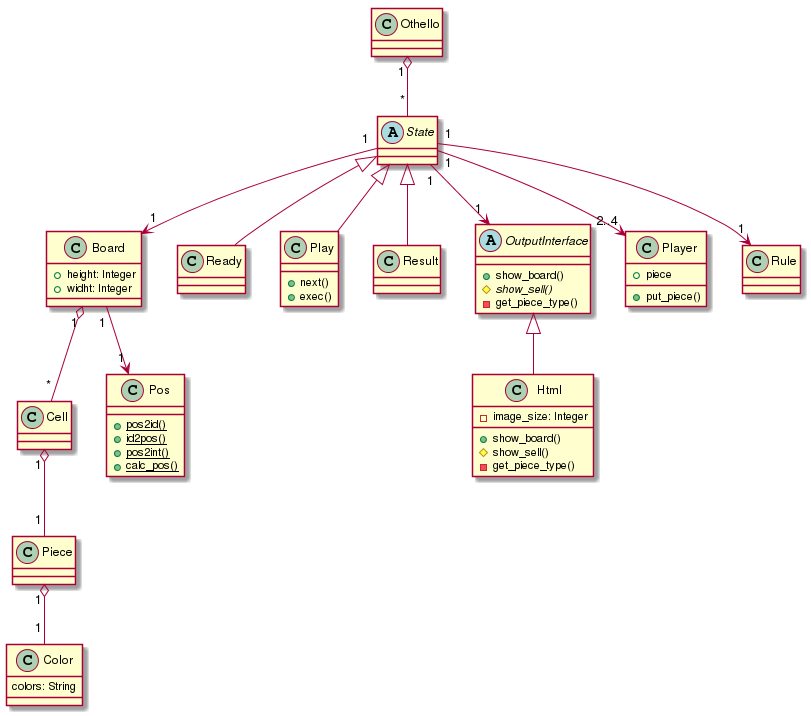 C Othello
1
*
A State
1
1
1
1
1
1
2, 4
1
C Board
height: Integer
widht: Integer
C Ready
C Play
next()
exec()
C Result
A OutputInterface
show_board()
show_sell()
get_piece_type()
C Player
piece
put_piece()
C Rule
1
1
*
1
C Cell
C Pos
pos2id()
id2pos()
pos2int()
calc_pos()
C Html
image_size: Integer
show_board()
show_sell()
get_piece_type()
1
1
C Piece
1
1
C Color
colors: String